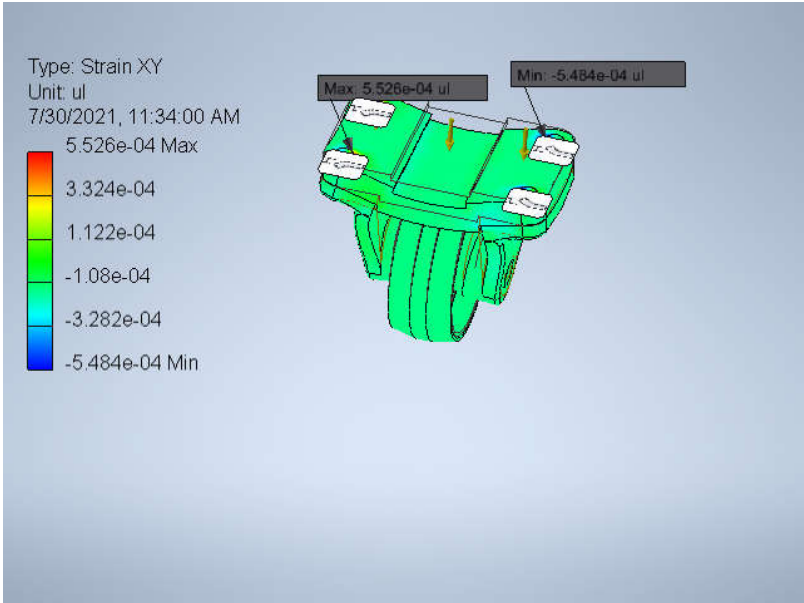 Type: Strain XY
Unit: ul
7/30/2021, 11:34:00 AM
5.526e-04 Max
3.324e-04
1.122e-04
-1.08e-04
-3.282e-04
-5.484e-04 Min
Max: 5.526e-04 ul
Min: -5.484e-04 ul